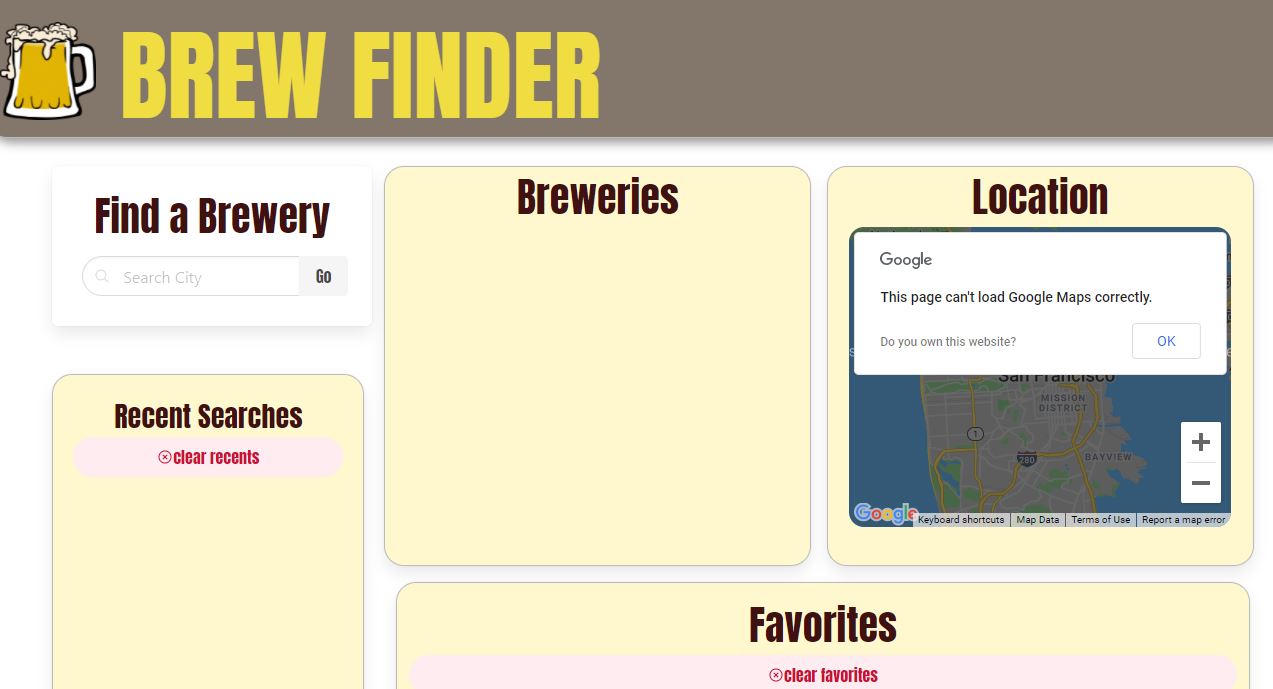 BREW FINDER
Find a Brewery
Search City
Go
Recent Searches
clear recents
Breweries
Location
Google
This page can't load Google Maps correctly.
Do you own this website?
OK
San Francisco
MISSION
DISTRICT
1
280
BAYVIEW
Google
Keyboard shortcuts
Map Data
Terms of Use
Report a map error
Favorites
clear favorites